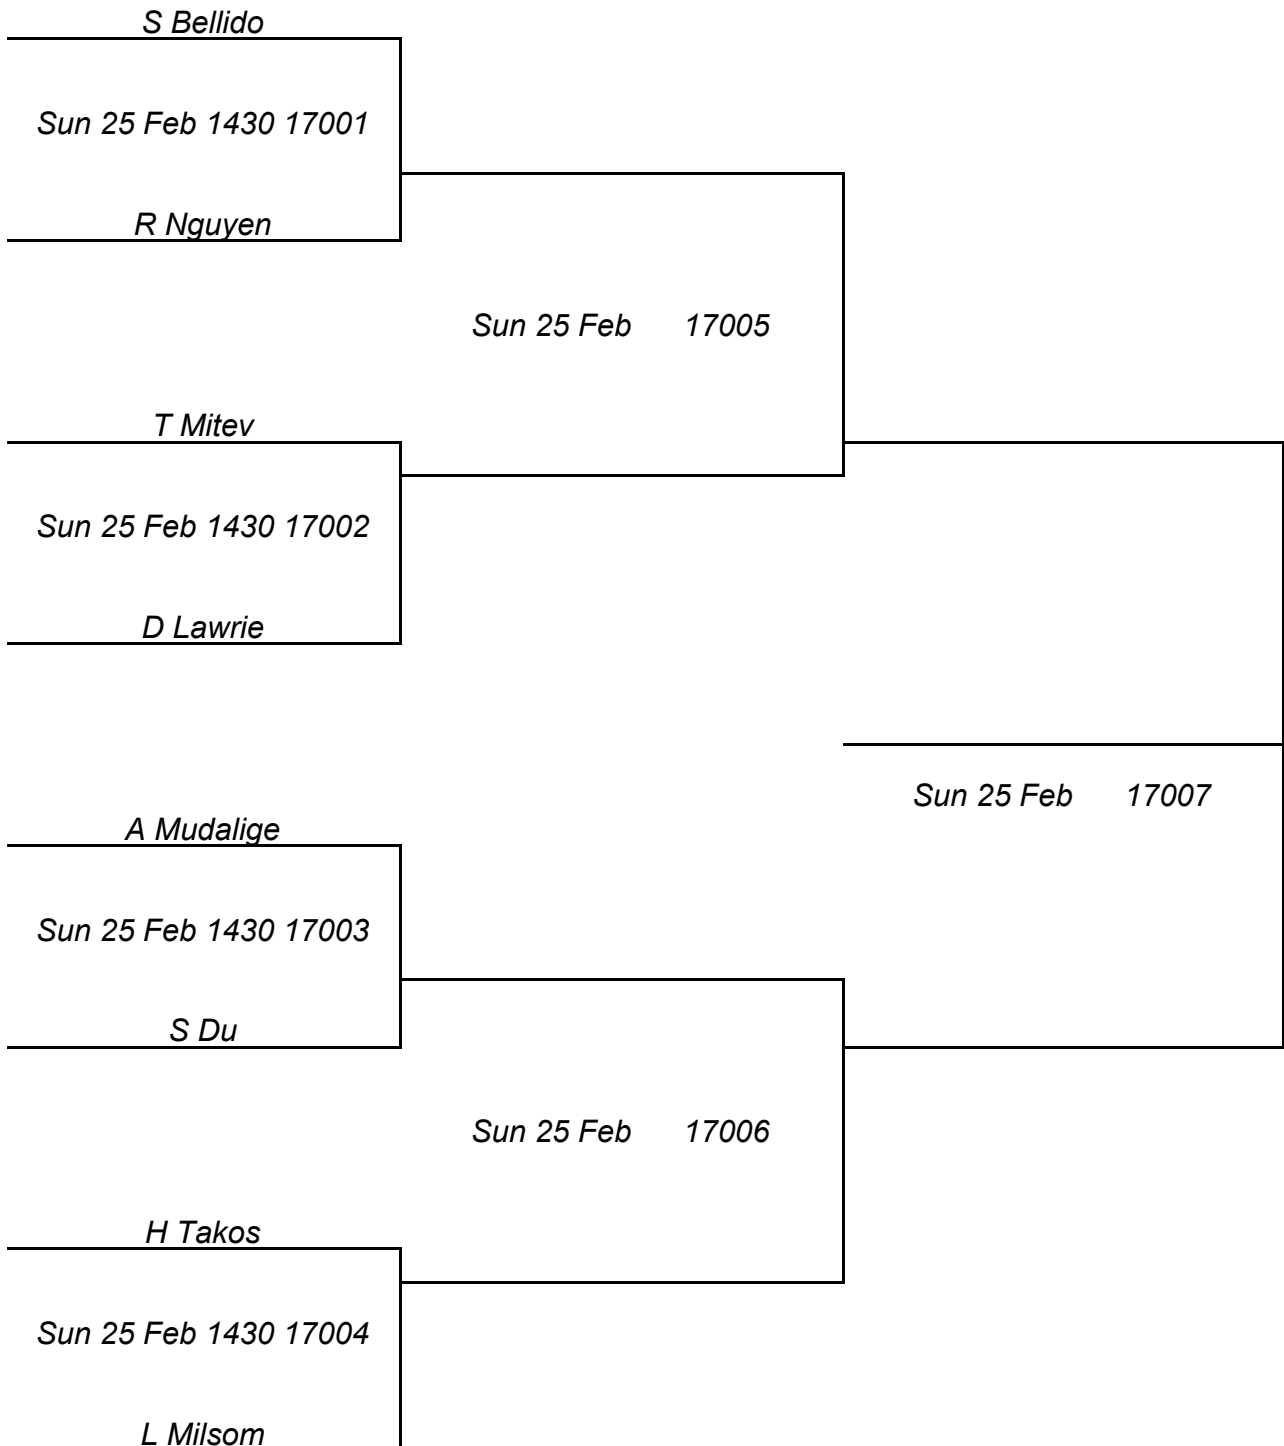 S Bellido
Sun 25 Feb 1430 17001
R Nguyen
Sun 25 Feb 17005
T Mitev
Sun 25 Feb 1430 17002
D Lawrie
Sun 25 Feb 17007
A Mudalige
Sun 25 Feb 1430 17003
S Du
Sun 25 Feb 17006
H Takos
Sun 25 Feb 1430 17004
L Milsom